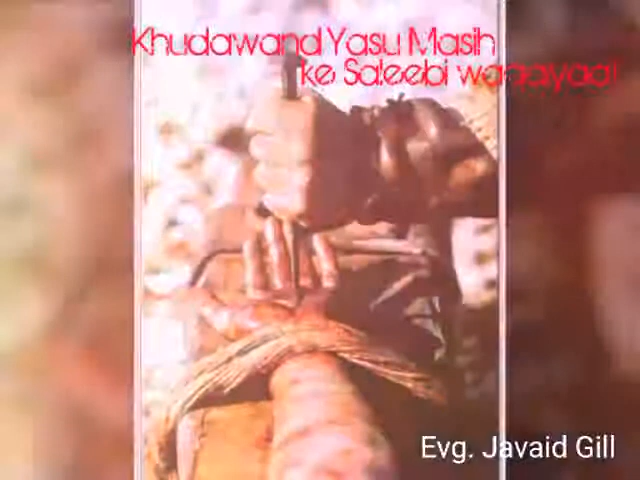 Khudawand Yasu Masih
ke Saleebi waqayaat
Evg. Javaid Gill